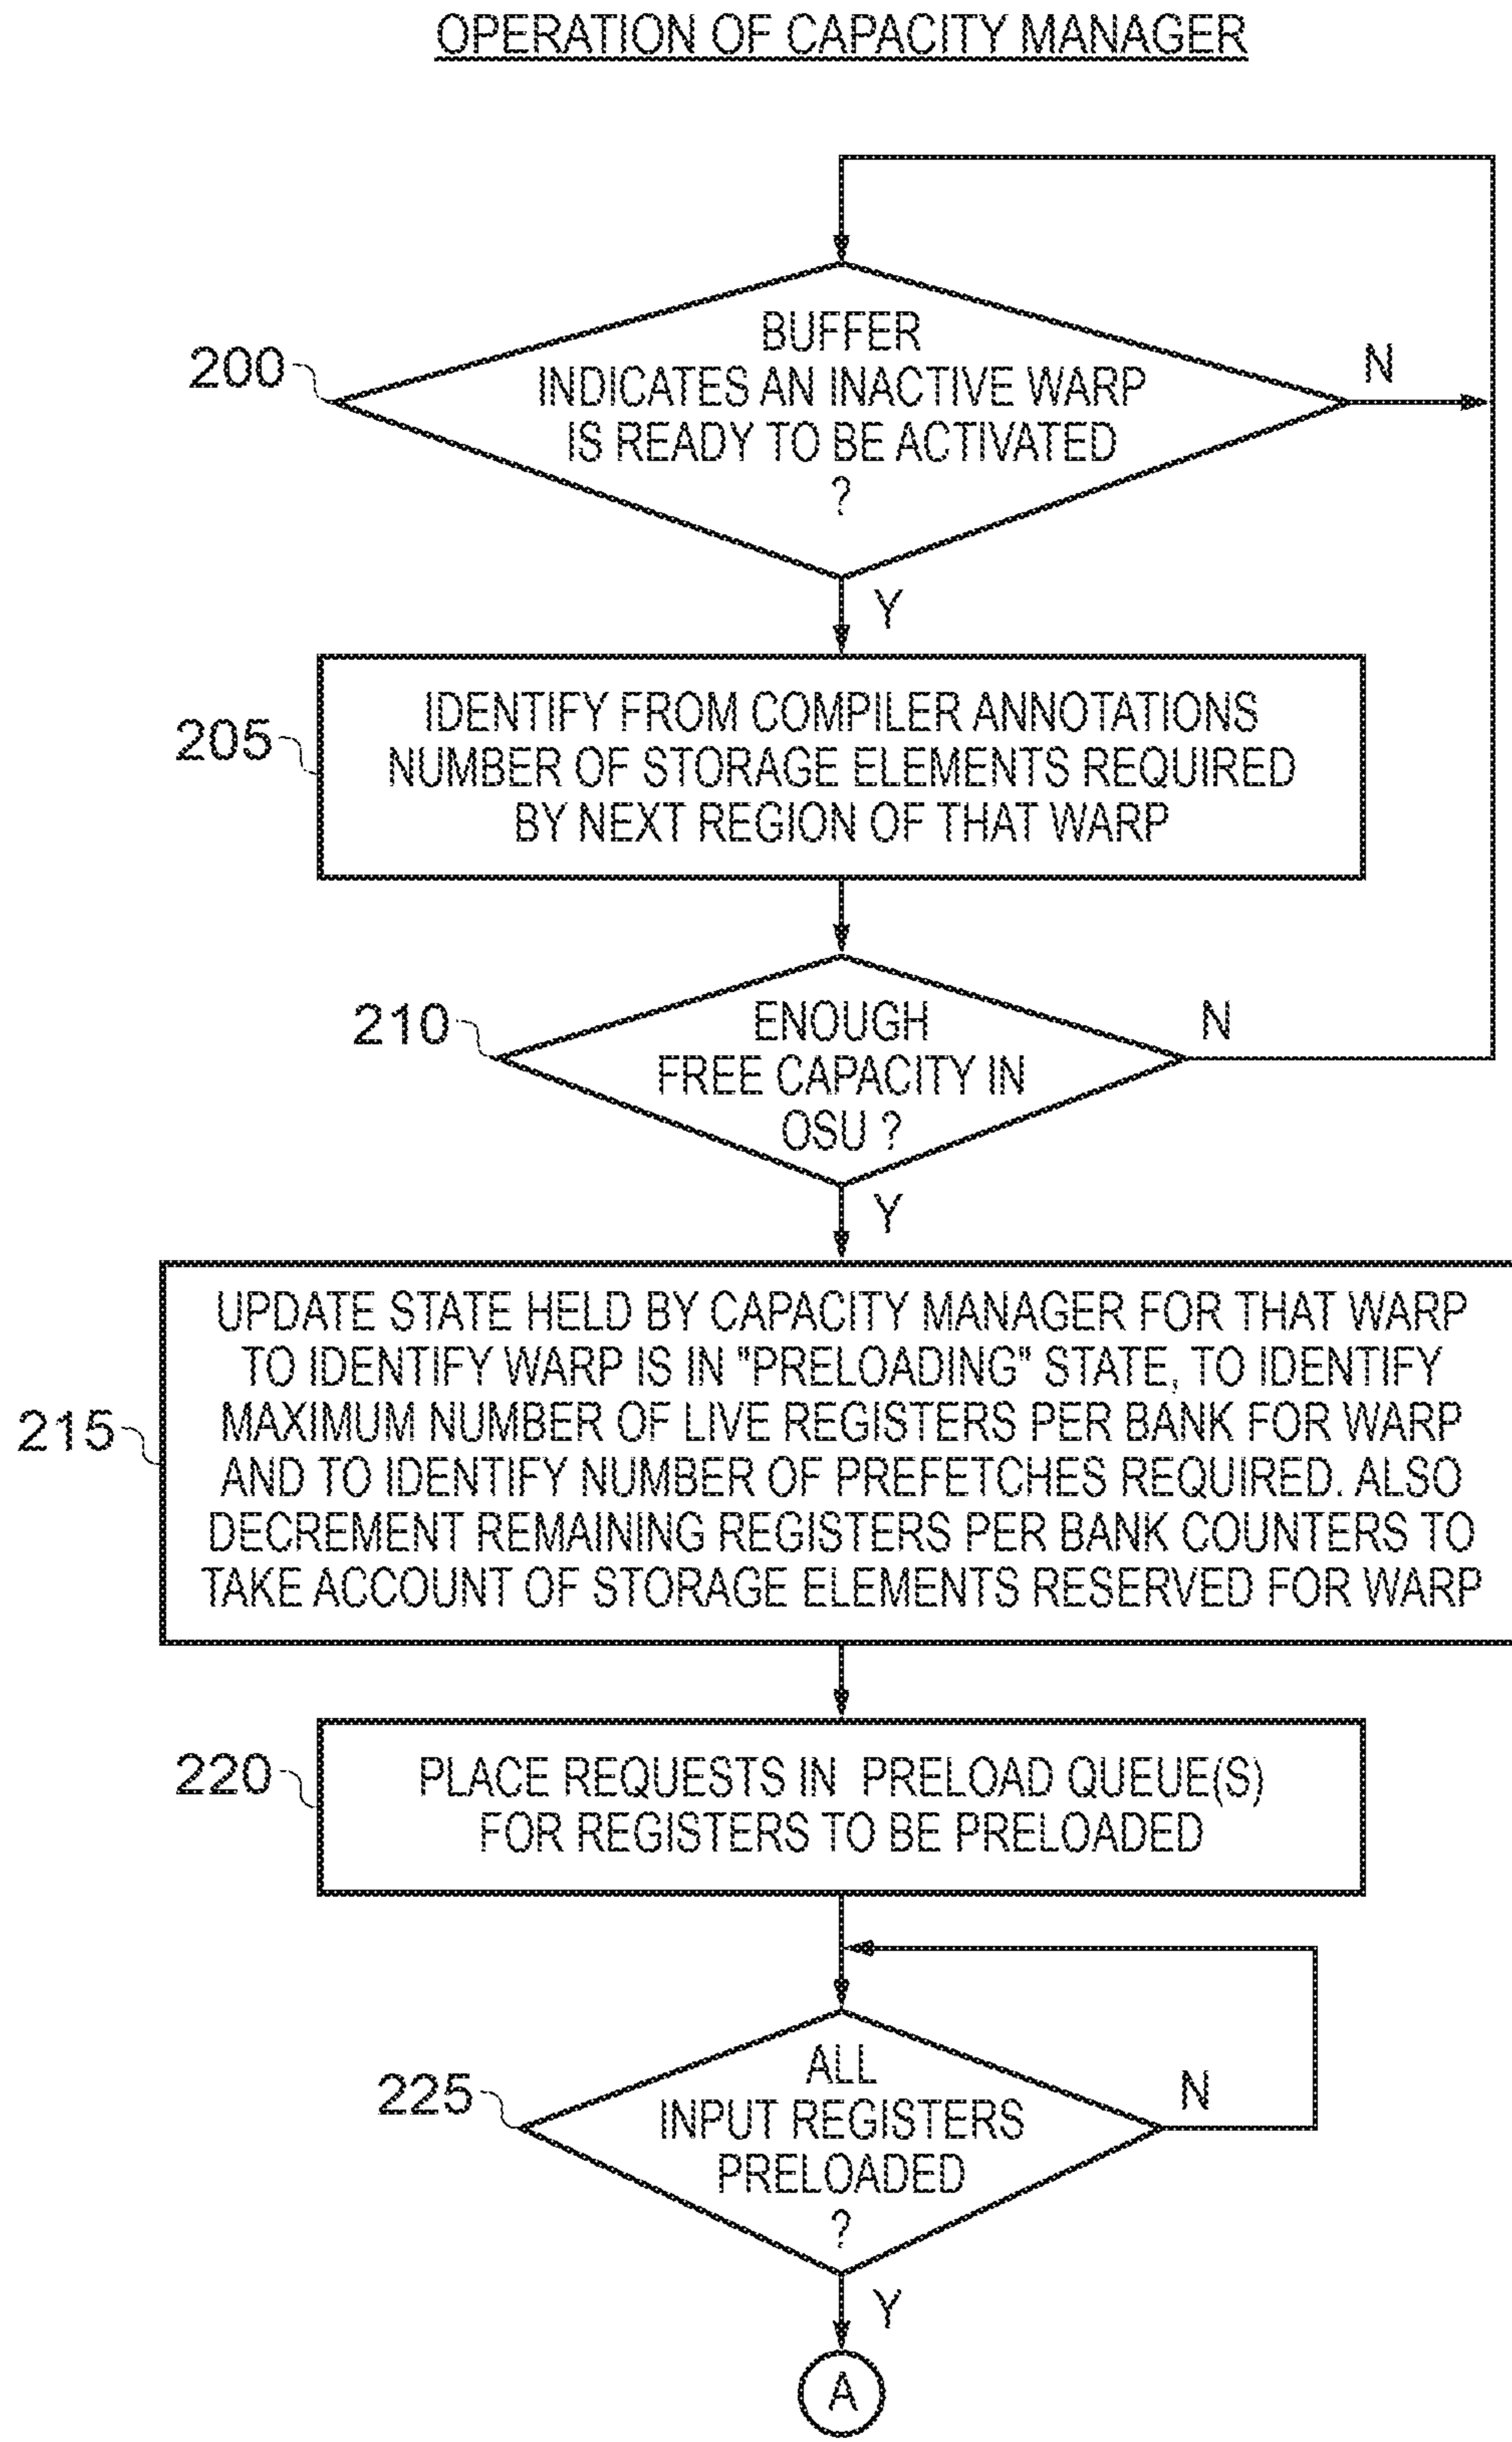 OPERATION OF CAPACITY MANAGER
200
BUFFER
INDICATES AN INACTIVE WARP
IS READY TO BE ACTIVATED
?
N
Y
205
IDENTIFY FROM COMPILER ANNOTATIONS
NUMBER OF STORAGE ELEMENTS REQUIRED
BY NEXT REGION OF THAT WARP
210
ENOUGH
FREE CAPACITY IN
OSU ?
N
Y
215
UPDATE STATE HELD BY CAPACITY MANAGER FOR THAT WARP
TO IDENTIFY WARP IS IN "PRELOADING" STATE, TO IDENTIFY
MAXIMUM NUMBER OF LIVE REGISTERS PER BANK FOR WARP
AND TO IDENTIFY NUMBER OF PREFETCHES REQUIRED. ALSO
DECREMENT REMAINING REGISTERS PER BANK COUNTERS TO
TAKE ACCOUNT OF STORAGE ELEMENTS RESERVED FOR WARP
220
PLACE REQUESTS IN PRELOAD QUEUE(S)
FOR REGISTERS TO BE PRELOADED
225
ALL
INPUT REGISTERS
PRELOADED
?
N
Y
A